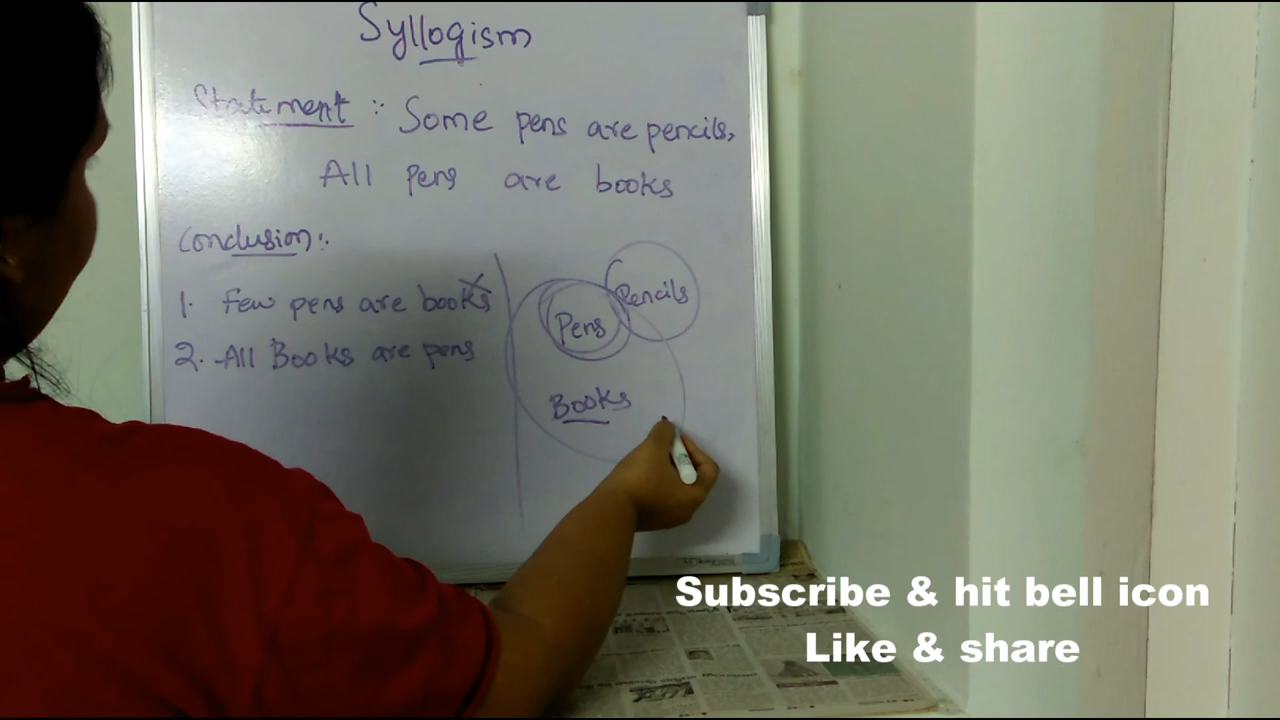 Syllogism
Statement :- Some pens are pencils,
All pens are books
Conclusion:-
1. Few pens are books
2. All Books are pens
Pens
Pencils
Books
Subscribe & hit bell icon
Like & share